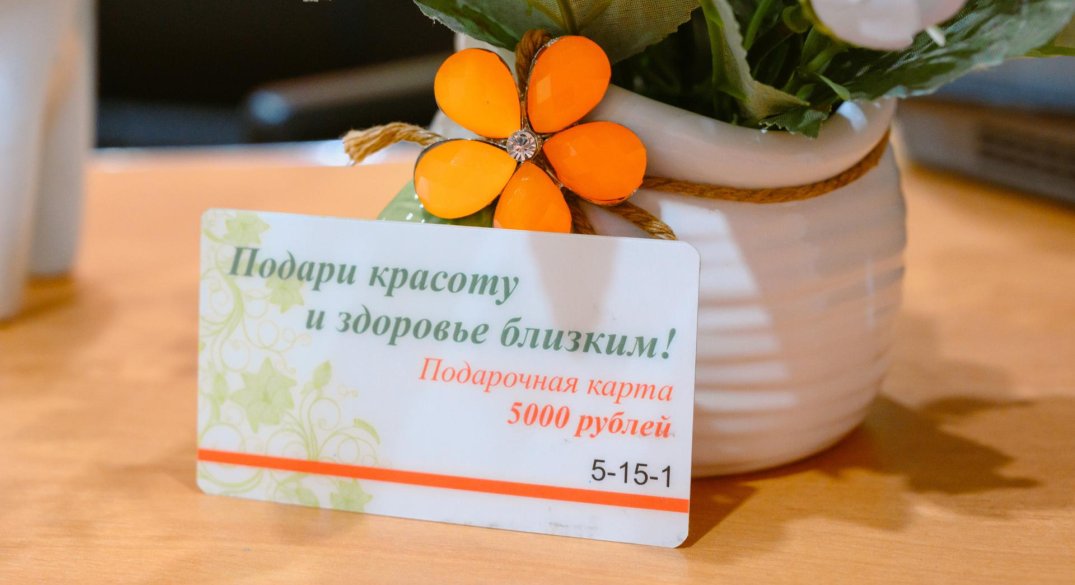 Подари красоту
и здоровье близким!
Подарочная карта
5000 рублей
5-15-1